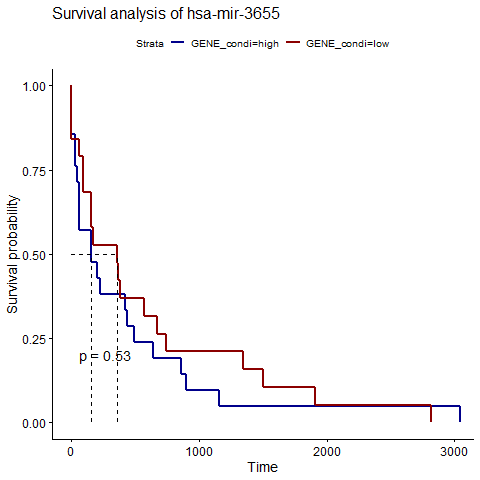 Survival analysis of hsa-mir-3655
Strata GENE_condi=high GENE_condi=low
Survival probability
1.00
0.75
0.50
0.25
0.00
p = 0.53
0 1000 2000 3000
Time